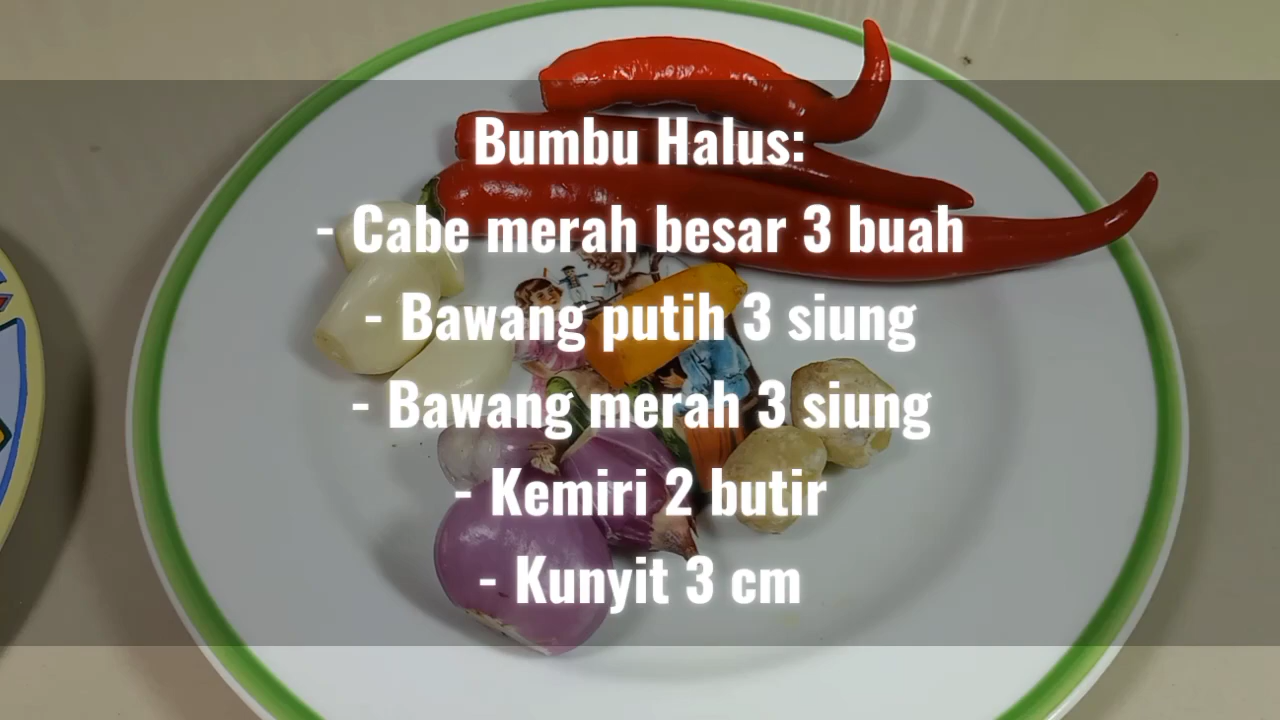 Bumbu Halus:
- Cabe merah besar 3 buah
- Bawang putih 3 siung
- Bawang merah 3 siung
- Kemiri 2 butir
- Kunyit 3 cm